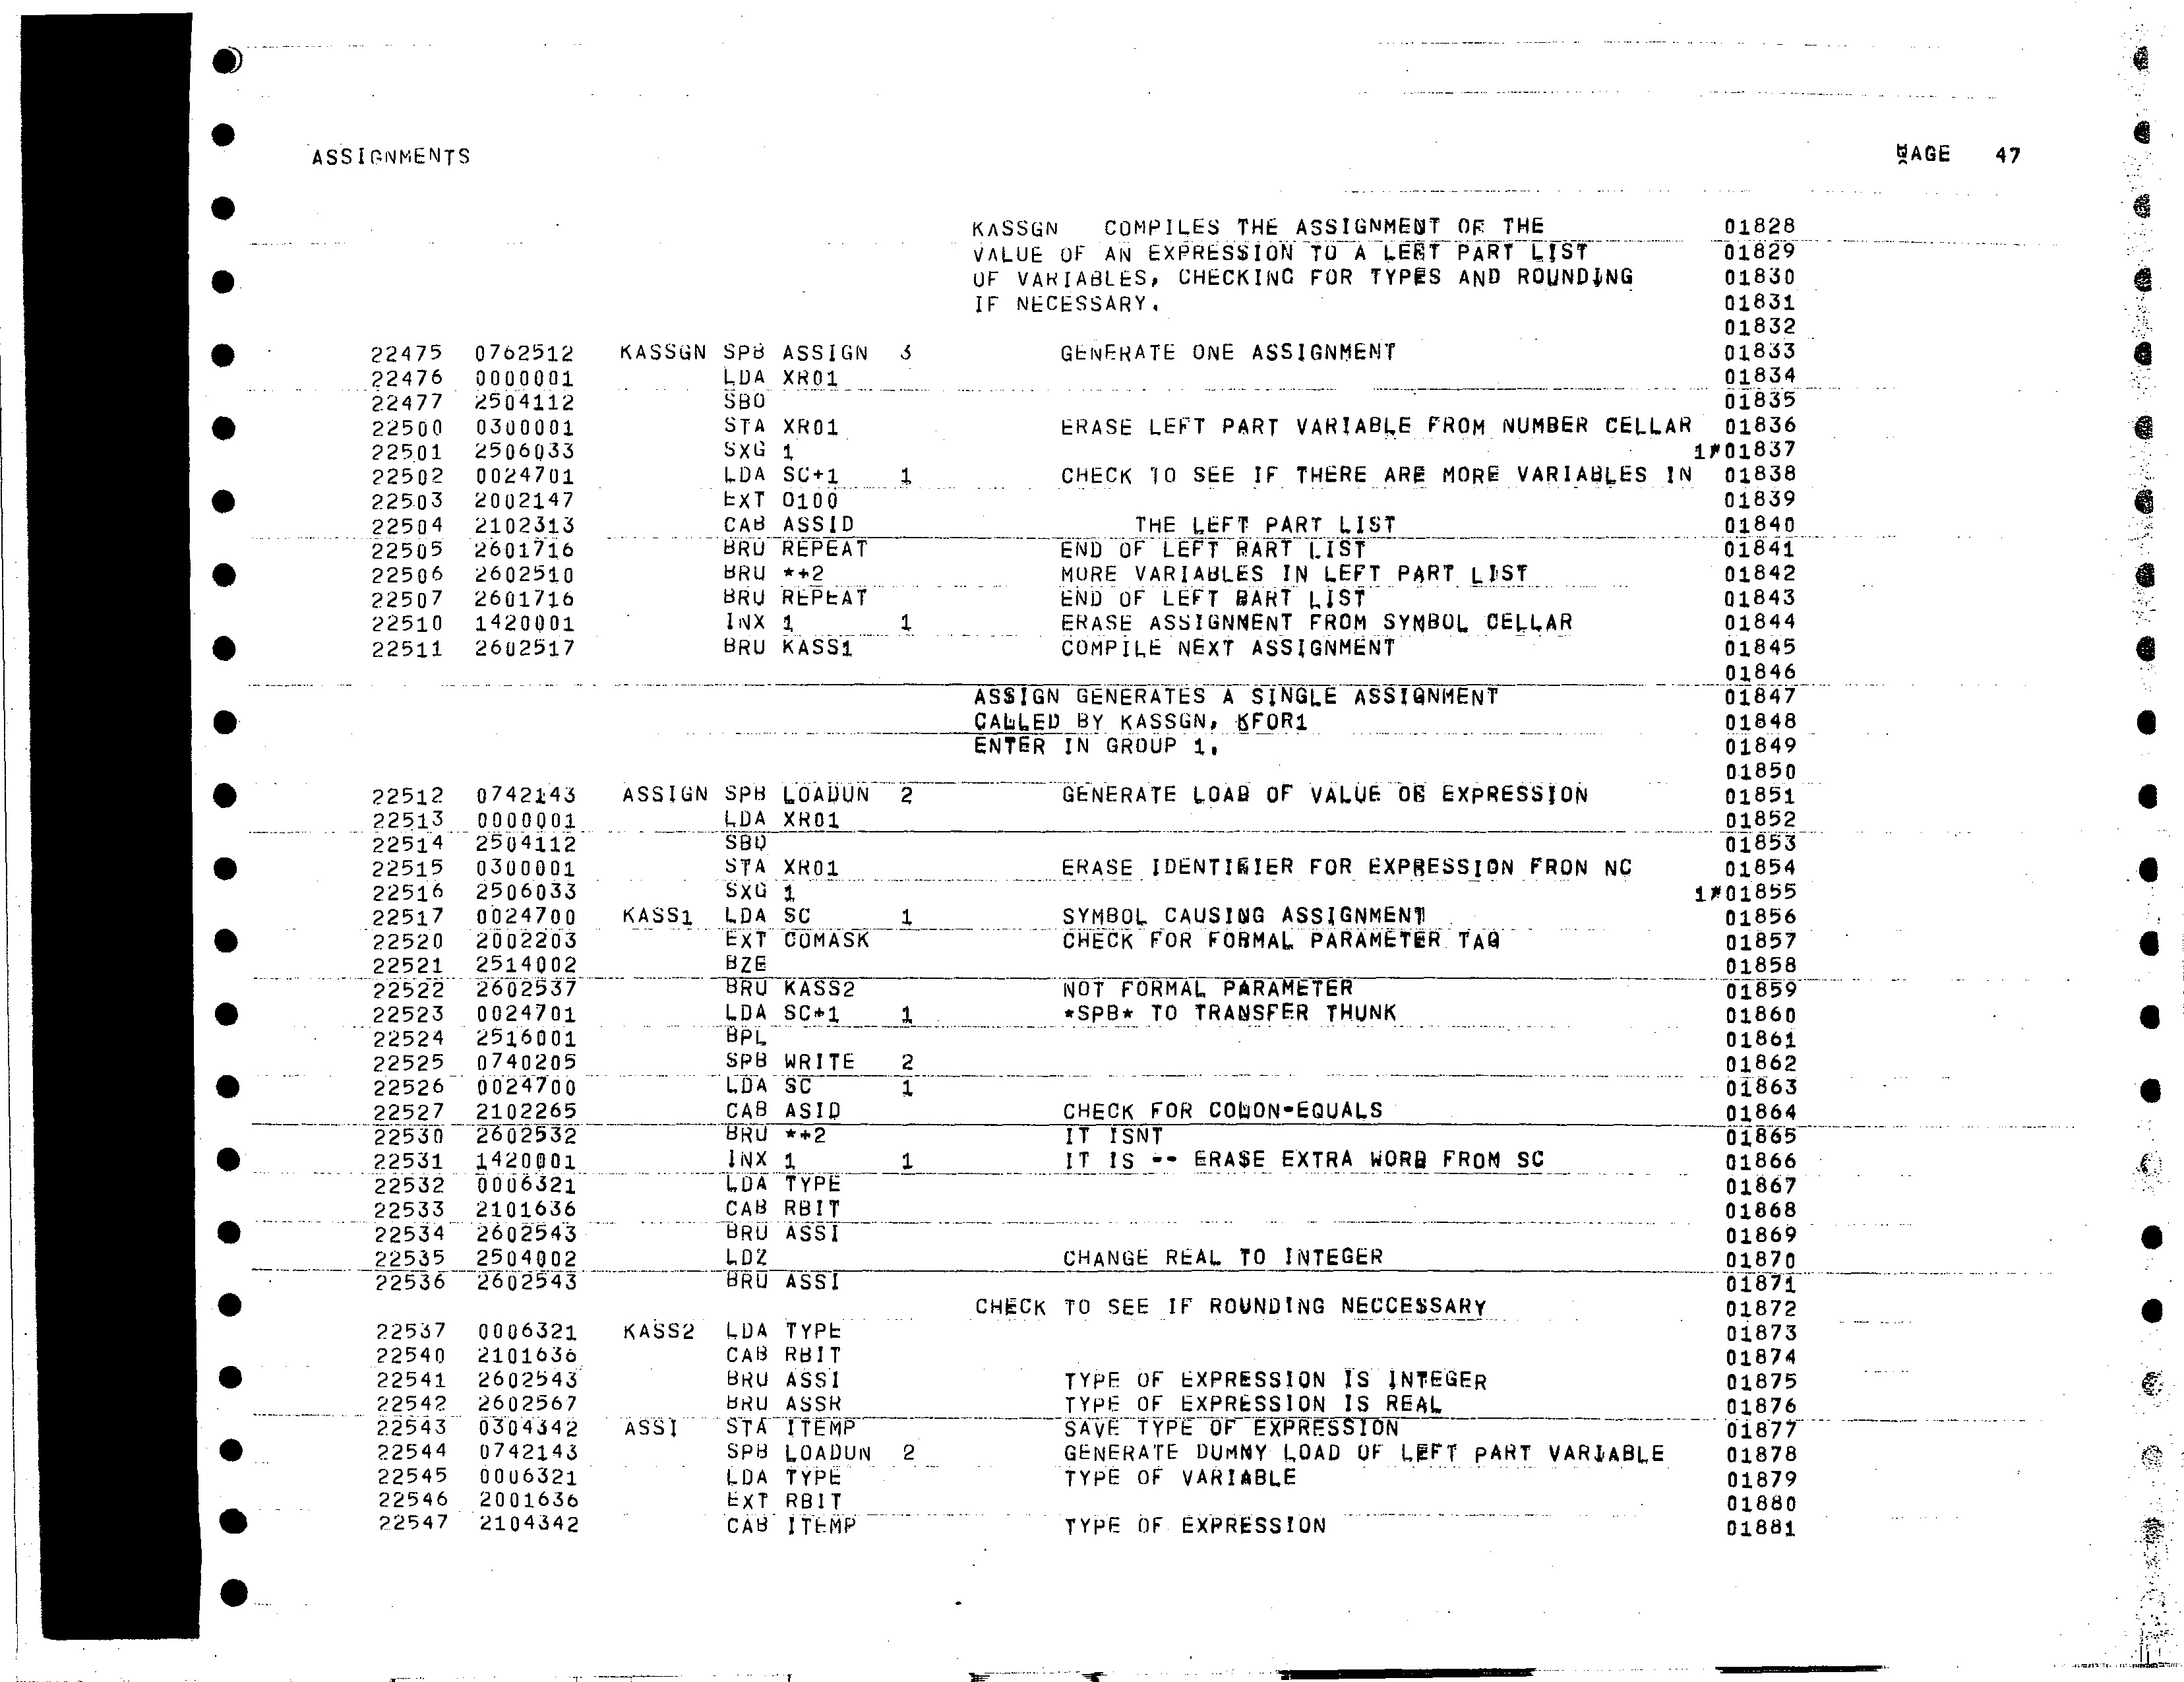 ASSIGNMENTS PAGE 47
KASSGN COMPILES THE ASSIGNMENT OF THE 01828
VALUE OF AN EXPRESSION TO A LEFT PART LIST 01829
OF VARIABLES, CHECKING FOR TYPES AND ROUNDING 01830
IF NECESSARY. 01831
01832
22475 0762512 KASSGN SPB ASSIGN 3 GENERATE ONE ASSIGNMENT 01833
22476 0000001 LDA XR01 01834
22477 2504112 SBO 01835
22500 0300001 STA XR01 ERASE LEFT PART VARIABLE FROM NUMBER CELLAR 01836
22501 2506033 SXG 1 1#01837
22502 0024701 LDA SC+1 1 CHECK TO SEE IF THERE ARE MORE VARIABLES IN 01838
22503 2002147 EXT O100 01839
22504 2102313 CAB ASSID THE LEFT PART LIST 01840
22505 2601716 BRU REPEAT END OF LEFT PART LIST 01841
22506 2602510 BRU *+2 MORE VARIABLES IN LEFT PART LIST 01842
22507 2601716 BRU REPEAT END OF LEFT PART LIST 01843
22510 1420001 INX 1 1 ERASE ASSIGNMENT FROM SYMBOL CELLAR 01844
22511 2602517 BRU KASS1 COMPILE NEXT ASSIGNMENT 01845
01846
ASSIGN GENERATES A SINGLE ASSIGNMENT 01847
CALLED BY KASSGN, KFOR1 01848
ENTER IN GROUP 1. 01849
01850
22512 0742143 ASSIGN SPB LOADUN 2 GENERATE LOAD OF VALUE OF EXPRESSION 01851
22513 0000001 LDA XR01 01852
22514 2504112 SBO 01853
22515 0300001 STA XR01 ERASE IDENTIFIER FOR EXPRESSION FROM NC 01854
22516 2506033 SXG 1 1#01855
22517 0024700 KASS1 LDA SC 1 SYMBOL CAUSING ASSIGNMENT 01856
22520 2002203 EXT COMASK CHECK FOR FORMAL PARAMETER TAG 01857
22521 2514002 BZE 01858
22522 2602537 BRU KASS2 NOT FORMAL PARAMETER 01859
22523 0024701 LDA SC+1 1 *SPB* TO TRANSFER THUNK 01860
22524 2516001 BPL 01861
22525 0740205 SPB WRITE 2 01862
22526 0024700 LDA SC 1 01863
22527 2102265 CAB ASID CHECK FOR COLON-EQUALS 01864
22530 2602532 BRU *+2 IT ISNT 01865
22531 1420001 INX 1 1 IT IS -- ERASE EXTRA WORD FROM SC 01866
22532 0006321 LDA TYPE 01867
22533 2101636 CAB RBIT 01868
22534 2602543 BRU ASSI 01869
22535 2504002 LDZ CHANGE REAL TO INTEGER 01870
22536 2602543 BRU ASSI 01871
CHECK TO SEE IF ROUNDING NECCESSARY 01872
22537 0006321 KASS2 LDA TYPE 01873
22540 2101636 CAB RBIT 01874
22541 2602543 BRU ASSI TYPE OF EXPRESSION IS INTEGER 01875
22542 2602567 BRU ASSR TYPE OF EXPRESSION IS REAL 01876
22543 0304342 ASSI STA ITEMP SAVE TYPE OF EXPRESSION 01877
22544 0742143 SPB LOADUN 2 GENERATE DUMMY LOAD OF LEFT PART VARIABLE 01878
22545 0006321 LDA TYPE TYPE OF VARIABLE 01879
22546 2001636 EXT RBIT 01880
22547 2104342 CAB ITEMP TYPE OF EXPRESSION 01881